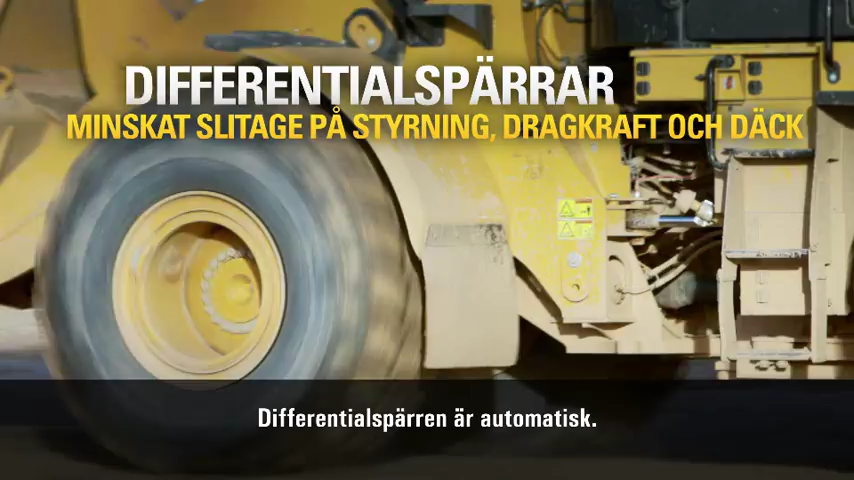 DIFFERENTIALSPÄRRAR
MINSKAT SLITAGE PÅ STYRNING, DRAGKRAFT OCH DÄCK
Differentialspärren är automatisk.